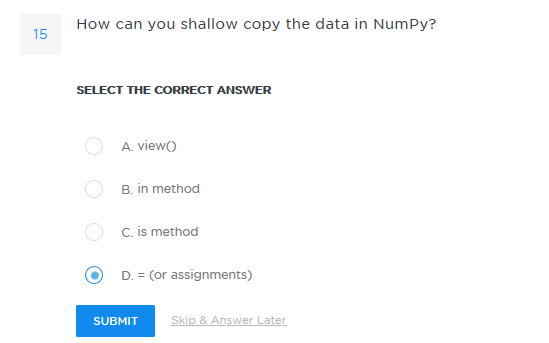 15
How can you shallow copy the data in NumPy?
SELECT THE CORRECT ANSWER
A. view()
B. in method
C. is method
D. = (or assignments)
SUBMIT Skip & Answer Later